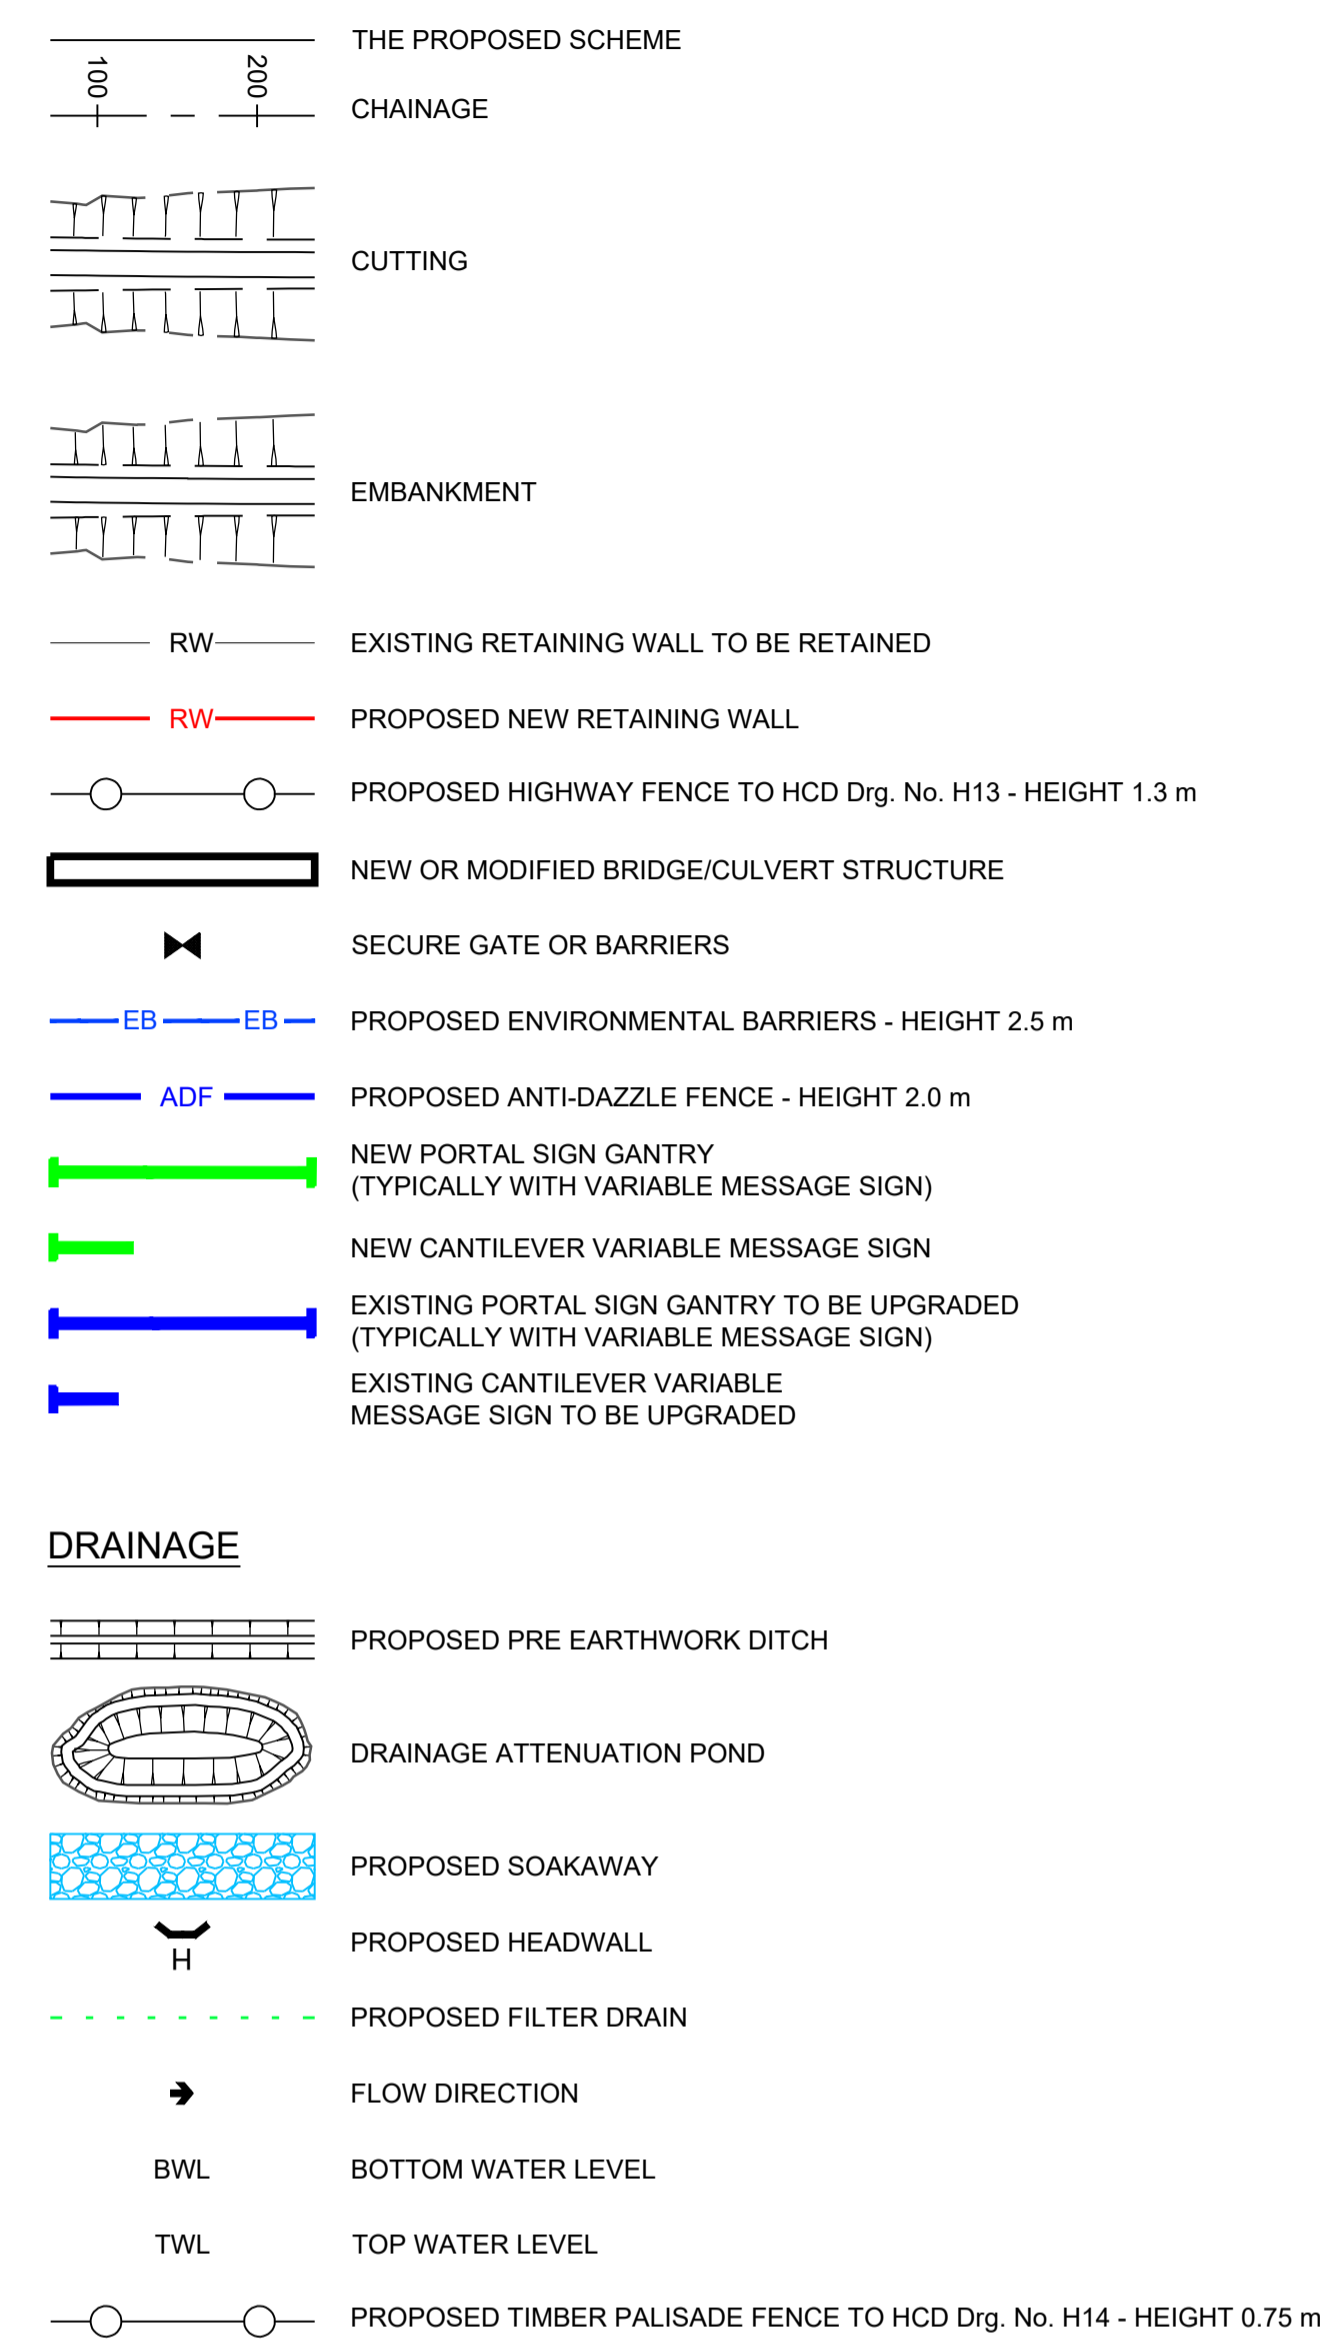 THE PROPOSED SCHEME
100 200
CHAINAGE
CUTTING
EMBANKMENT
RW EXISTING RETAINING WALL TO BE RETAINED
RW PROPOSED NEW RETAINING WALL
PROPOSED HIGHWAY FENCE TO HCD Drg. No. H13 - HEIGHT 1.3 m
NEW OR MODIFIED BRIDGE/CULVERT STRUCTURE
SECURE GATE OR BARRIERS
EB EB PROPOSED ENVIRONMENTAL BARRIERS - HEIGHT 2.5 m
ADF PROPOSED ANTI-DAZZLE FENCE - HEIGHT 2.0 m
NEW PORTAL SIGN GANTRY
(TYPICALLY WITH VARIABLE MESSAGE SIGN)
NEW CANTILEVER VARIABLE MESSAGE SIGN
EXISTING PORTAL SIGN GANTRY TO BE UPGRADED
(TYPICALLY WITH VARIABLE MESSAGE SIGN)
EXISTING CANTILEVER VARIABLE
MESSAGE SIGN TO BE UPGRADED
DRAINAGE
PROPOSED PRE EARTHWORK DITCH
DRAINAGE ATTENUATION POND
PROPOSED SOAKAWAY
H PROPOSED HEADWALL
PROPOSED FILTER DRAIN
FLOW DIRECTION
BWL BOTTOM WATER LEVEL
TWL TOP WATER LEVEL
PROPOSED TIMBER PALISADE FENCE TO HCD Drg. No. H14 - HEIGHT 0.75 m